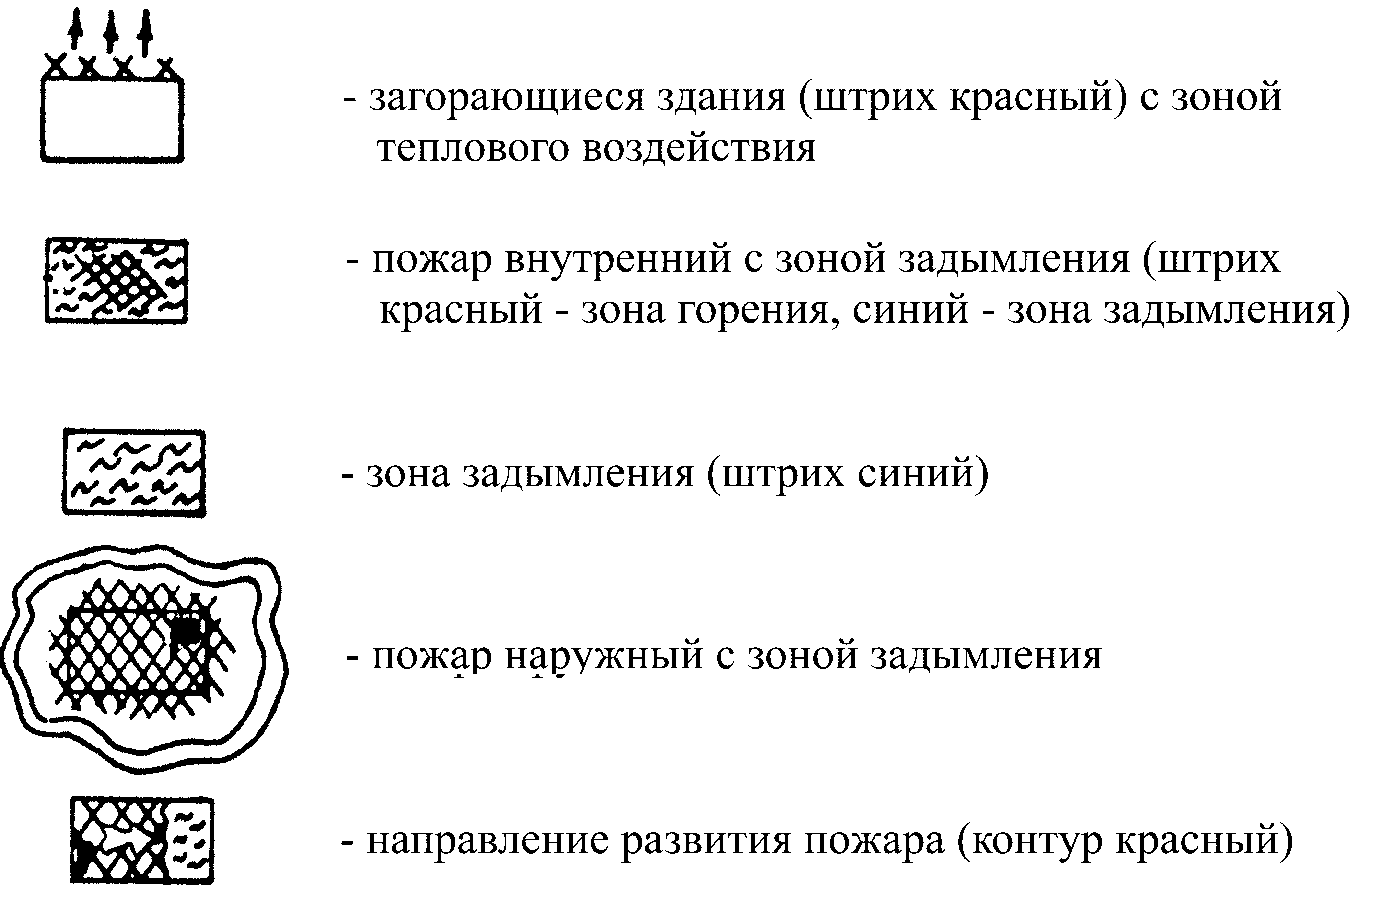 - загорающиеся здания (штрих красный) с зоной
теплового воздействия
- пожар внутренний с зоной задымления (штрих
красный - зона горения, синий - зона задымления)
- зона задымления (штрих синий)
- пожар наружный с зоной задымления
- направление развития пожара (контур красный)